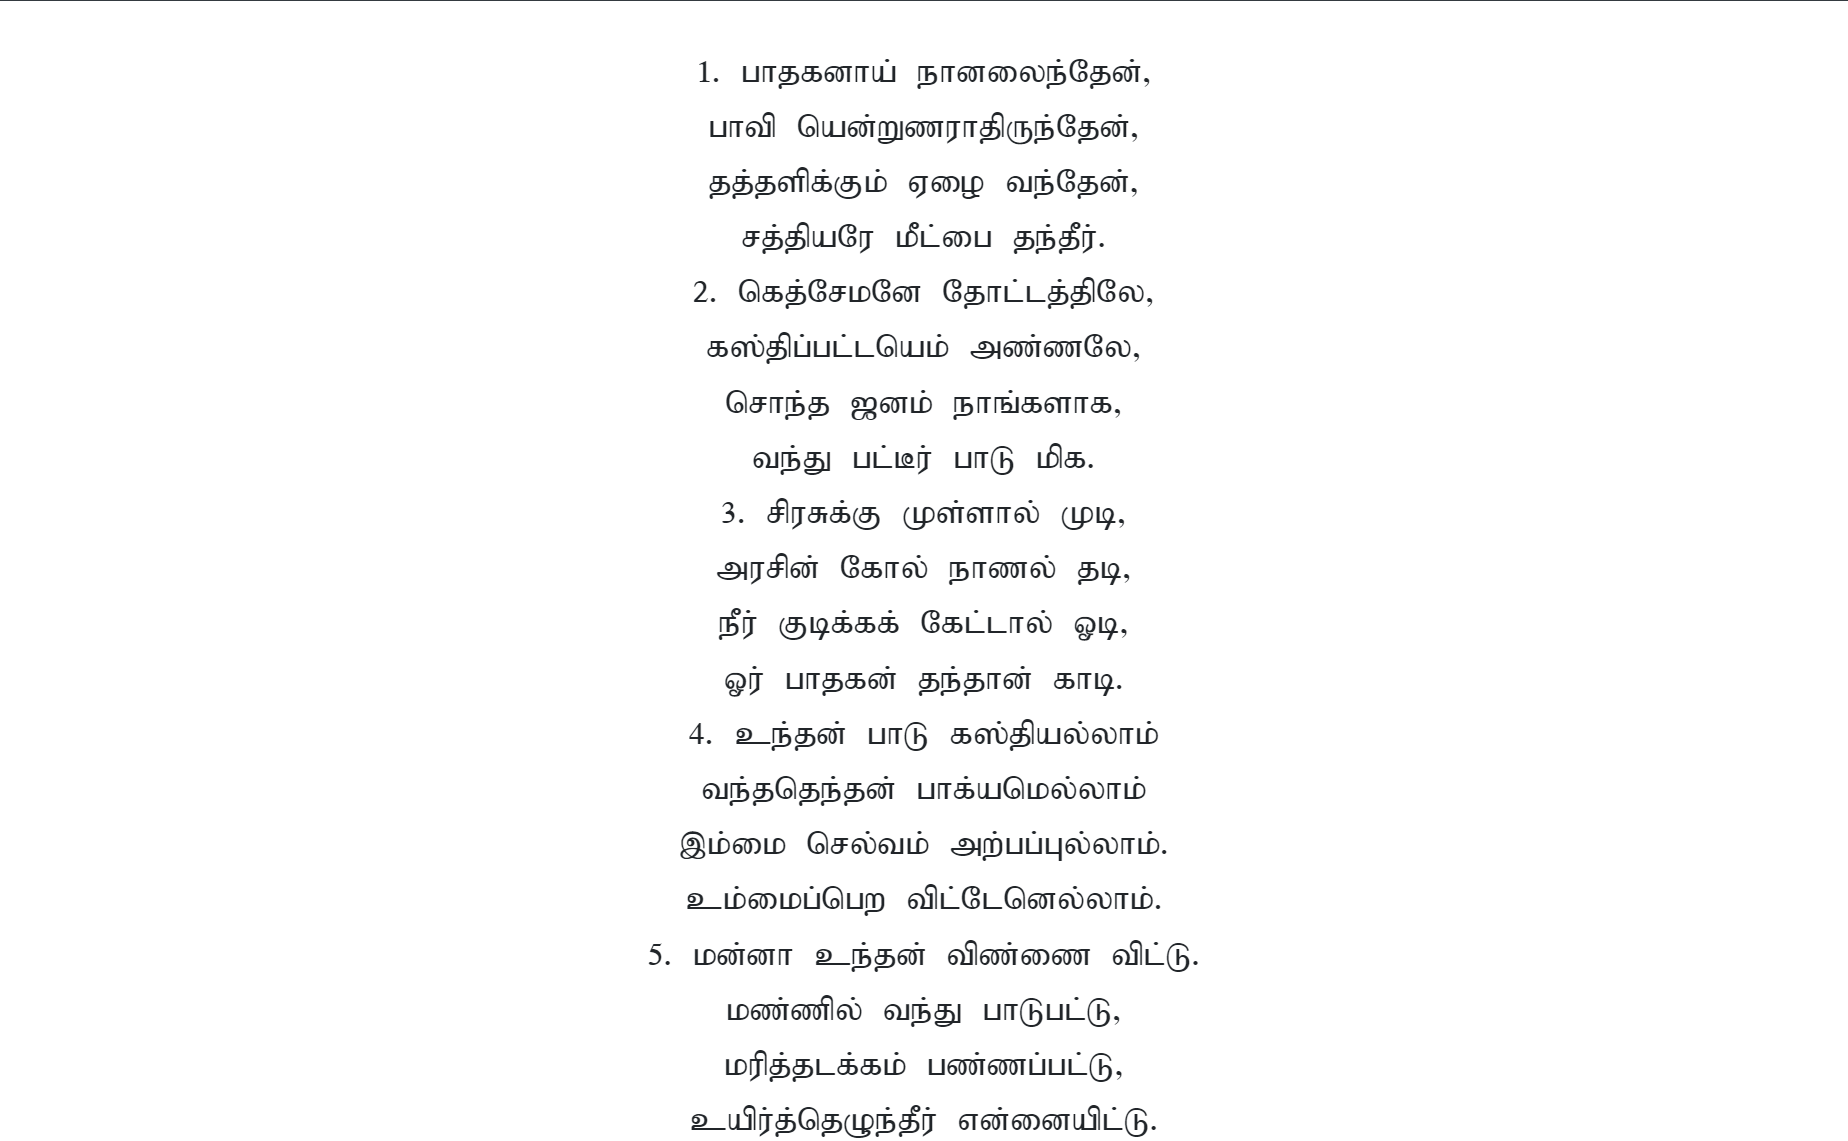 1. பாதகனாய் நானலைந்தேன்,
பாவி யென்றுணராதிருந்தேன்,
தத்தளிக்கும் ஏழை வந்தேன்,
சத்தியரே மீட்பை தந்தீர்.
2. கெத்சேமனே தோட்டத்திலே,
கஸ்திப்பட்டயெம் அண்ணலே,
சொந்த ஜனம் நாங்களாக,
வந்து பட்டீர் பாடு மிக.
3. சிரசுக்கு முள்ளால் முடி,
அரசின் கோல் நாணல் தடி,
நீர் குடிக்கக் கேட்டால் ஓடி,
ஓர் பாதகன் தந்தான் காடி.
4. உந்தன் பாடு கஸ்தியல்லாம்
வந்ததெந்தன் பாக்யமெல்லாம்
இம்மை செல்வம் அற்பப்புல்லாம்.
உம்மைப்பெற விட்டேனெல்லாம்.
5. மன்னா உந்தன் விண்ணை விட்டு.
மண்ணில் வந்து பாடுபட்டு,
மரித்தடக்கம் பண்ணப்பட்டு,
உயிர்த்தெழுந்தீர் என்னையிட்டு.